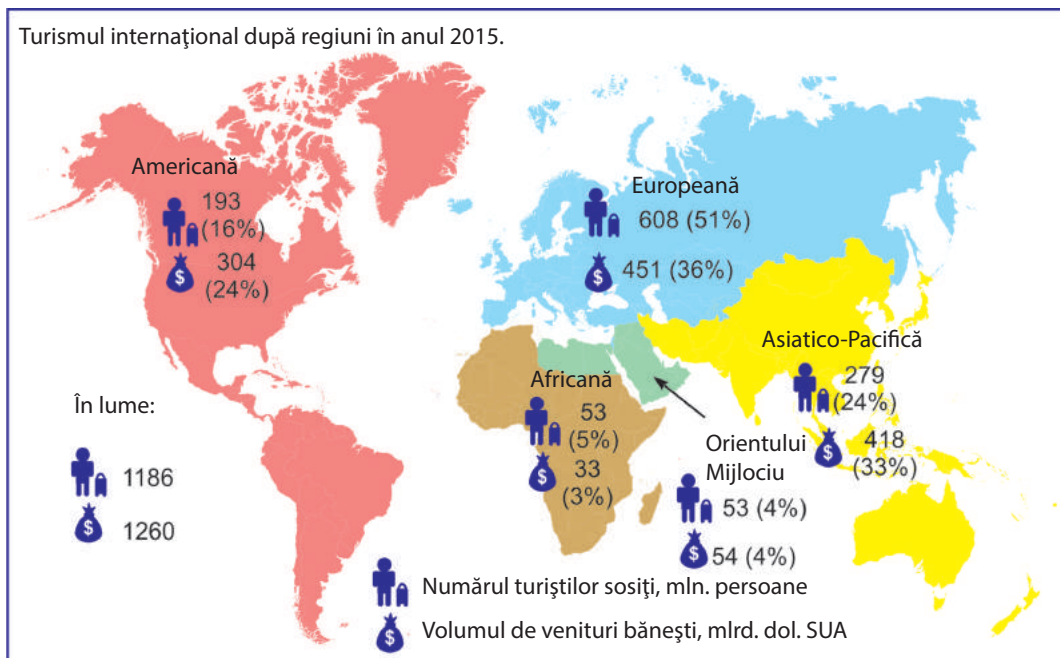 Turismul internaţional după regiuni în anul 2015.
Americană
193
(16%)
$ 304
(24%)
Europeană
608 (51%)
$ 451 (36%)
Asiatico-Pacifică
279
(24%)
$ 418
(33%)
Africană
53
(5%)
$ 33
(3%)
Orientului
Mijlociu
53 (4%)
$ 54 (4%)
În lume:
1186
$ 1260
Numărul turiştilor sosiţi, mln. persoane
$ Volumul de venituri băneşti, mlrd. dol. SUA